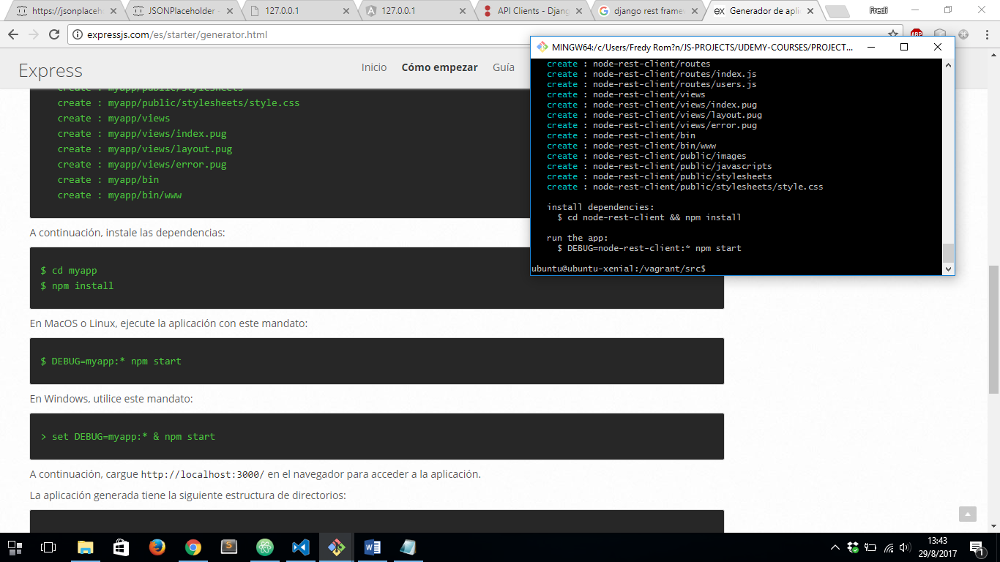 https://jsonplaceh
JSONPlaceholder -
127.0.0.1
127.0.0.1
API Clients - Djang
django rest frame
Generador de apli
Fredi
expressjs.com/es/starter/generator.html
ABP
Express
Inicio
Cómo empezar
Guía
create : myapp/public/stylesheets
create : myapp/public/stylesheets/style.css
create : myapp/views
create : myapp/views/index.pug
create : myapp/views/layout.pug
create : myapp/views/error.pug
create : myapp/bin
create : myapp/bin/www
A continuación, instale las dependencias:
$ cd myapp
$ npm install
En MacOS o Linux, ejecute la aplicación con este mandato:
$ DEBUG=myapp:* npm start
En Windows, utilice este mandato:
> set DEBUG=myapp:* & npm start
A continuación, cargue http://localhost:3000/ en el navegador para acceder a la aplicación.
La aplicación generada tiene la siguiente estructura de directorios:
MINGW64:/c/Users/Fredy Rom?n/JS-PROJECTS/UDEMY-COURSES/PROJECT...
create : node-rest-client/routes
create : node-rest-client/routes/index.js
create : node-rest-client/routes/users.js
create : node-rest-client/views
create : node-rest-client/views/index.pug
create : node-rest-client/views/layout.pug
create : node-rest-client/views/error.pug
create : node-rest-client/bin
create : node-rest-client/bin/www
create : node-rest-client/public/images
create : node-rest-client/public/javascripts
create : node-rest-client/public/stylesheets
create : node-rest-client/public/stylesheets/style.css
install dependencies:
$ cd node-rest-client && npm install
run the app:
$ DEBUG=node-rest-client:* npm start
ubuntu@ubuntu-xenial:/vagrant/src$
13:43
29/8/2017
1